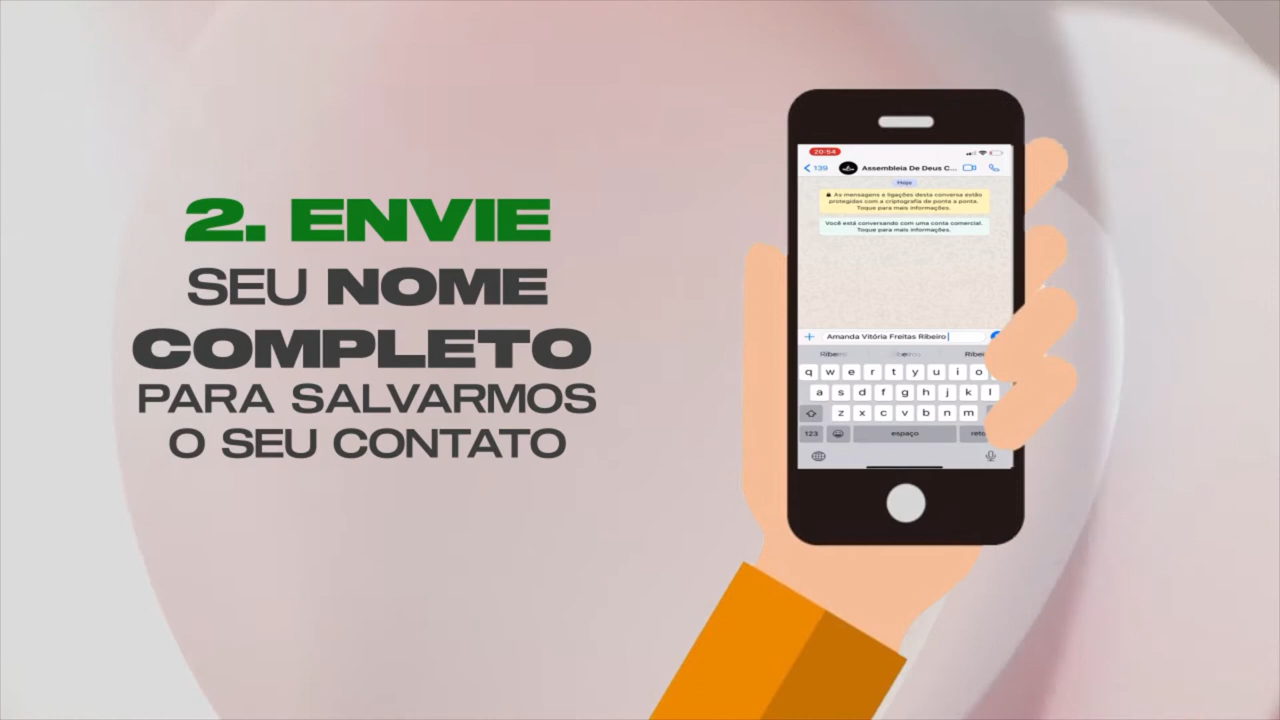 2. ENVIE
SEU NOME
COMPLETO
PARA SALVARMOS
O SEU CONTATO
20:54
139 Assembleia De Deus C...
Hoje
As mensagens e ligações desta conversa estão
protegidas com a criptografia de ponta a ponta.
Toque para mais informações.
Você está conversando com uma conta comercial.
Toque para mais informações.
Amanda Vitória Freitas Ribeiro
Ribeiro
q w e r t y u i o
a s d f g h j k l
z x c v b n m
123 espaço reto